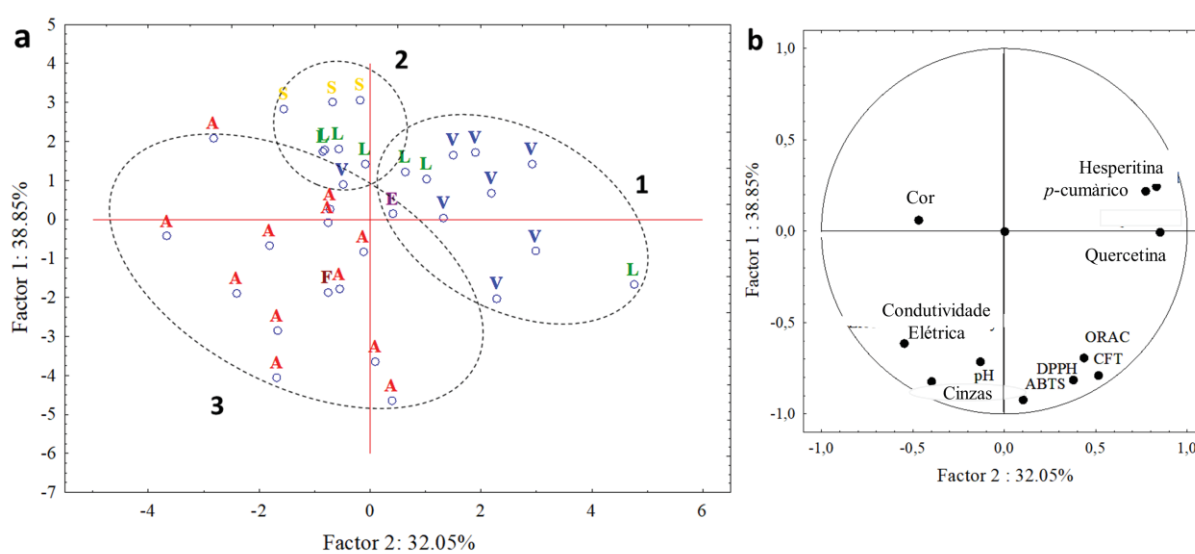 a
Factor 1: 38.85%
5
4
3
2
1
0
-1
-2
-3
-4
-5
-6
-7
2
S S S
A
L L
V V V
L
L L
V
V
1
A
E
V
A
A A
V
A
F A
V
L
A
A
A
A
A
3
-4 -2 0 2 4 6
Factor 2: 32.05%
b
Factor 1: 38.85%
1,0
0,5
0,0
-0,5
-1,0
Hesperitina
p-cumàrico
Cor
Quercetina
Condutividade
Elétrica
ORAC
CFT
DPPH
pH
ABTS
Cinzas
-1,0 -0,5 0,0 0,5 1,0
Factor 2 : 32.05%